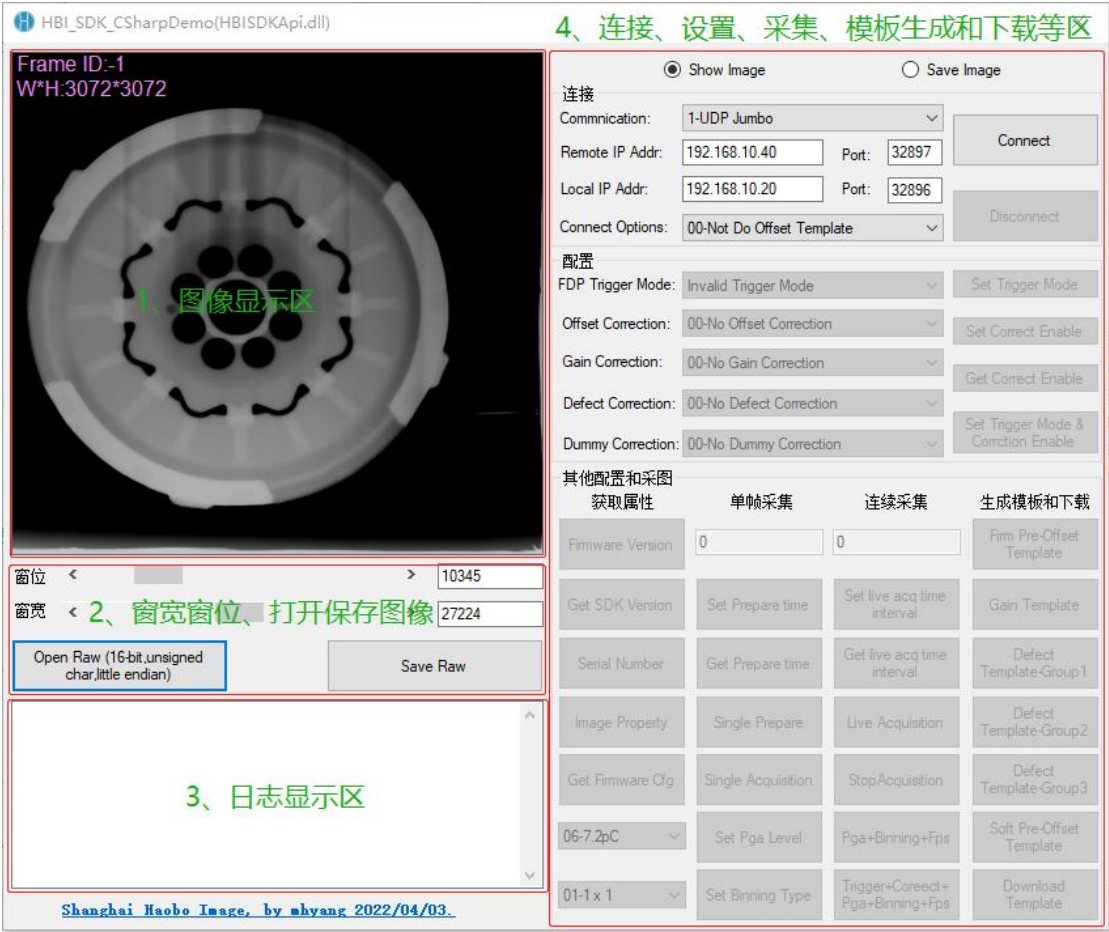 HBI_SDK_CSharpDemo(HBISDKApi.dll)
4、连接、设置、采集、模板生成和下载等区
Frame ID:-1
W*H:3072*3072
1、图像显示区
窗位 < > 10345
窗宽 < > 27224
2、窗宽窗位、打开保存图像
Open Raw (16-bit,unsigned
char,little endian)
Save Raw
3、日志显示区
Shanghai Haobo Image, by mhyang 2022/04/03.
Show Image
Save Image
连接
Commnication: 1-UDP Jumbo
Remote IP Addr: 192.168.10.40 Port: 32897
Local IP Addr: 192.168.10.20 Port: 32896
Connect Options: 00-Not Do Offset Template
Connect
Disconnect
配置
FDP Trigger Mode: Invalid Trigger Mode
Set Trigger Mode
Offset Correction: 00-No Offset Correction
Set Correct Enable
Gain Correction: 00-No Gain Correction
Get Correct Enable
Defect Correction: 00-No Defect Correction
Set Trigger Mode &
Corrction Enable
Dummy Correction: 00-No Dummy Correction
其他配置和采图
获取属性 单帧采集 连续采集 生成模板和下载
Firmware Version
0
0
Firm Pre-Offset
Template
Get SDK Version
Set Prepare time
Set live acq time
interval
Gain Template
Serial Number
Get Prepare time
Get live acq time
interval
Defect
Template-Group1
Image Property
Single Prepare
Live Acquisition
Defect
Template-Group2
Get Firmware Cfg
Single Acquisition
StopAcquisition
Defect
Template-Group3
06-7.2pC
Set Pga Level
Pga+Binning+Fps
Soft Pre-Offset
Template
01-1 x 1
Set Binning Type
Trigger+Coreect+
Pga+Binning+Fps
Download
Template